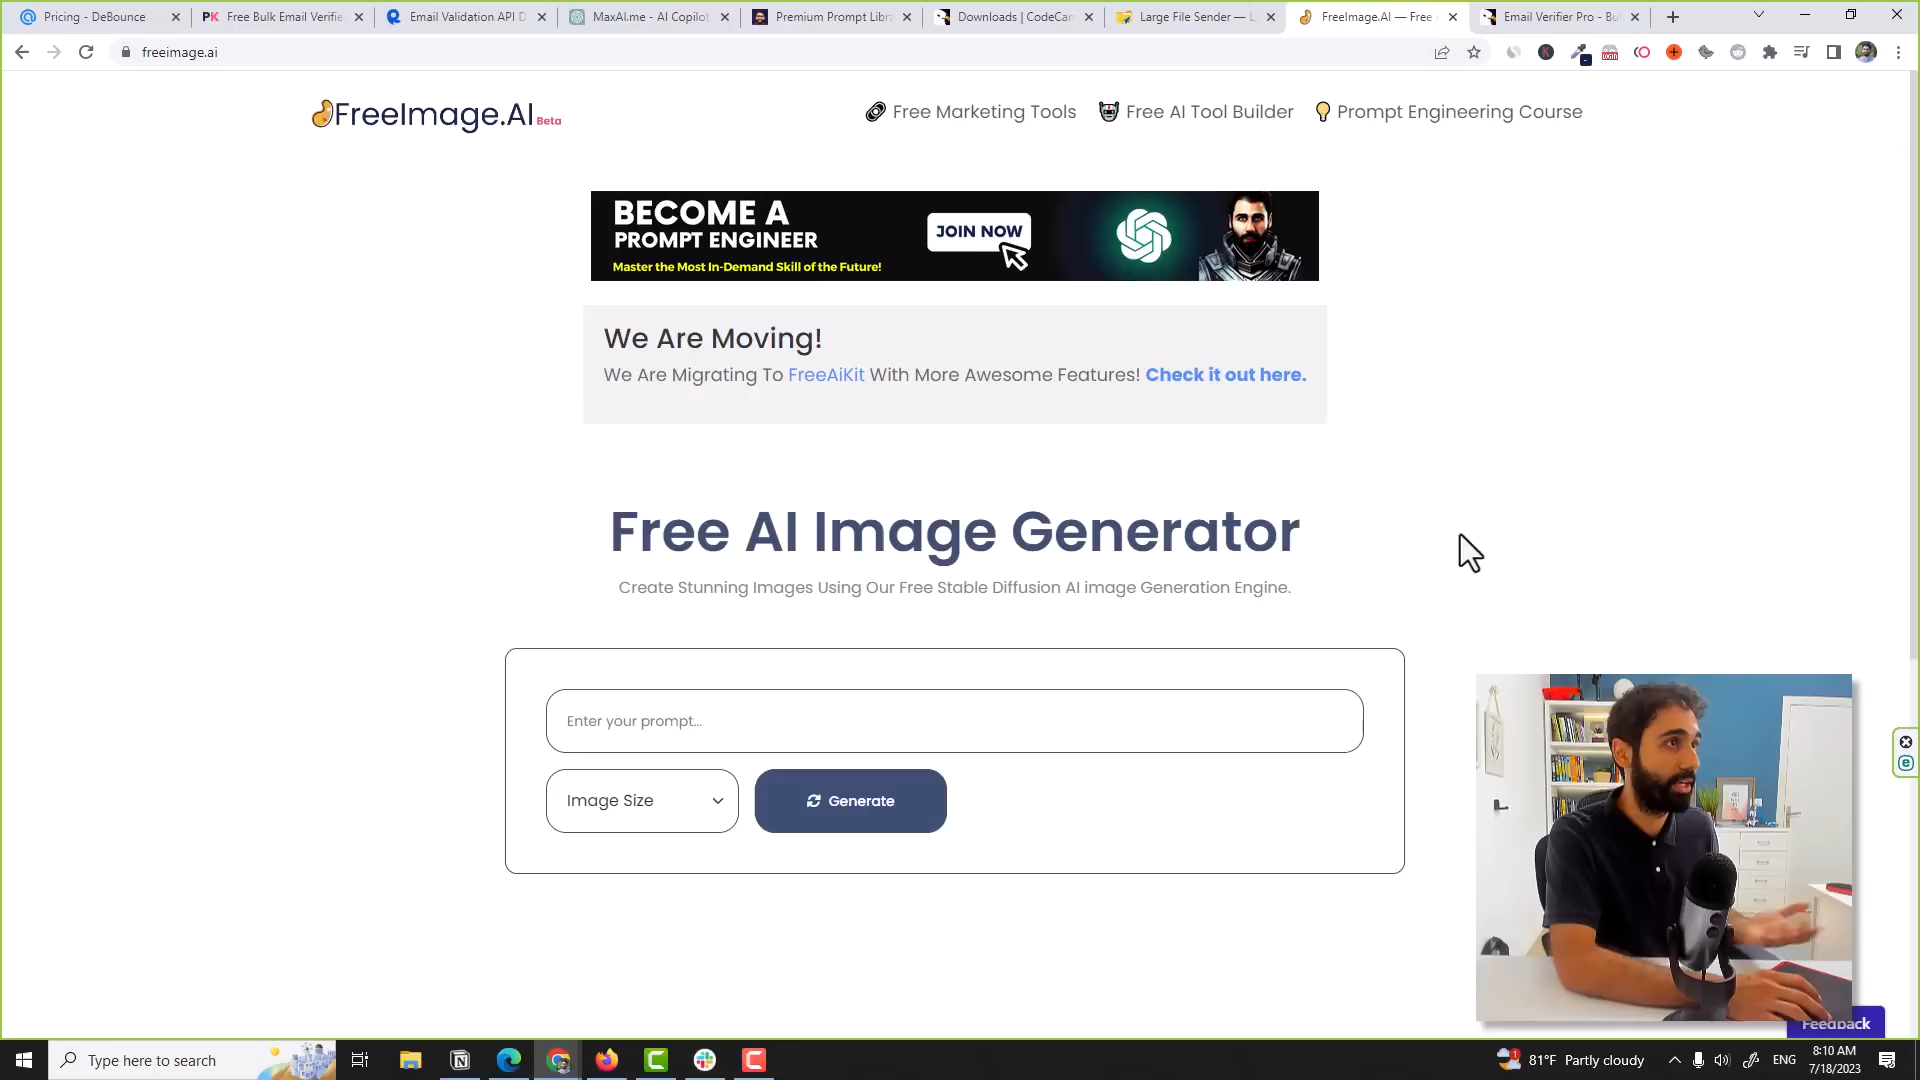 Pricing - DeBounce
PK Free Bulk Email Verifie
Email Validation API D
MaxAI.me - AI Copilot
Premium Prompt Libra
Downloads | CodeCan
Large File Sender — L
FreeImage.AI — Free
Email Verifier Pro - Bul
freeimage.ai
FreeImage.AI Beta
Free Marketing Tools
Free AI Tool Builder
Prompt Engineering Course
BECOME A
PROMPT ENGINEER
Master the Most In-Demand Skill of the Future!
JOIN NOW
We Are Moving!
We Are Migrating To FreeAiKit With More Awesome Features! Check it out here.
Free AI Image Generator
Create Stunning Images Using Our Free Stable Diffusion AI image Generation Engine.
Enter your prompt...
Image Size
Generate
Feedback
Type here to search
81°F Partly cloudy
ENG
8:10 AM
7/18/2023